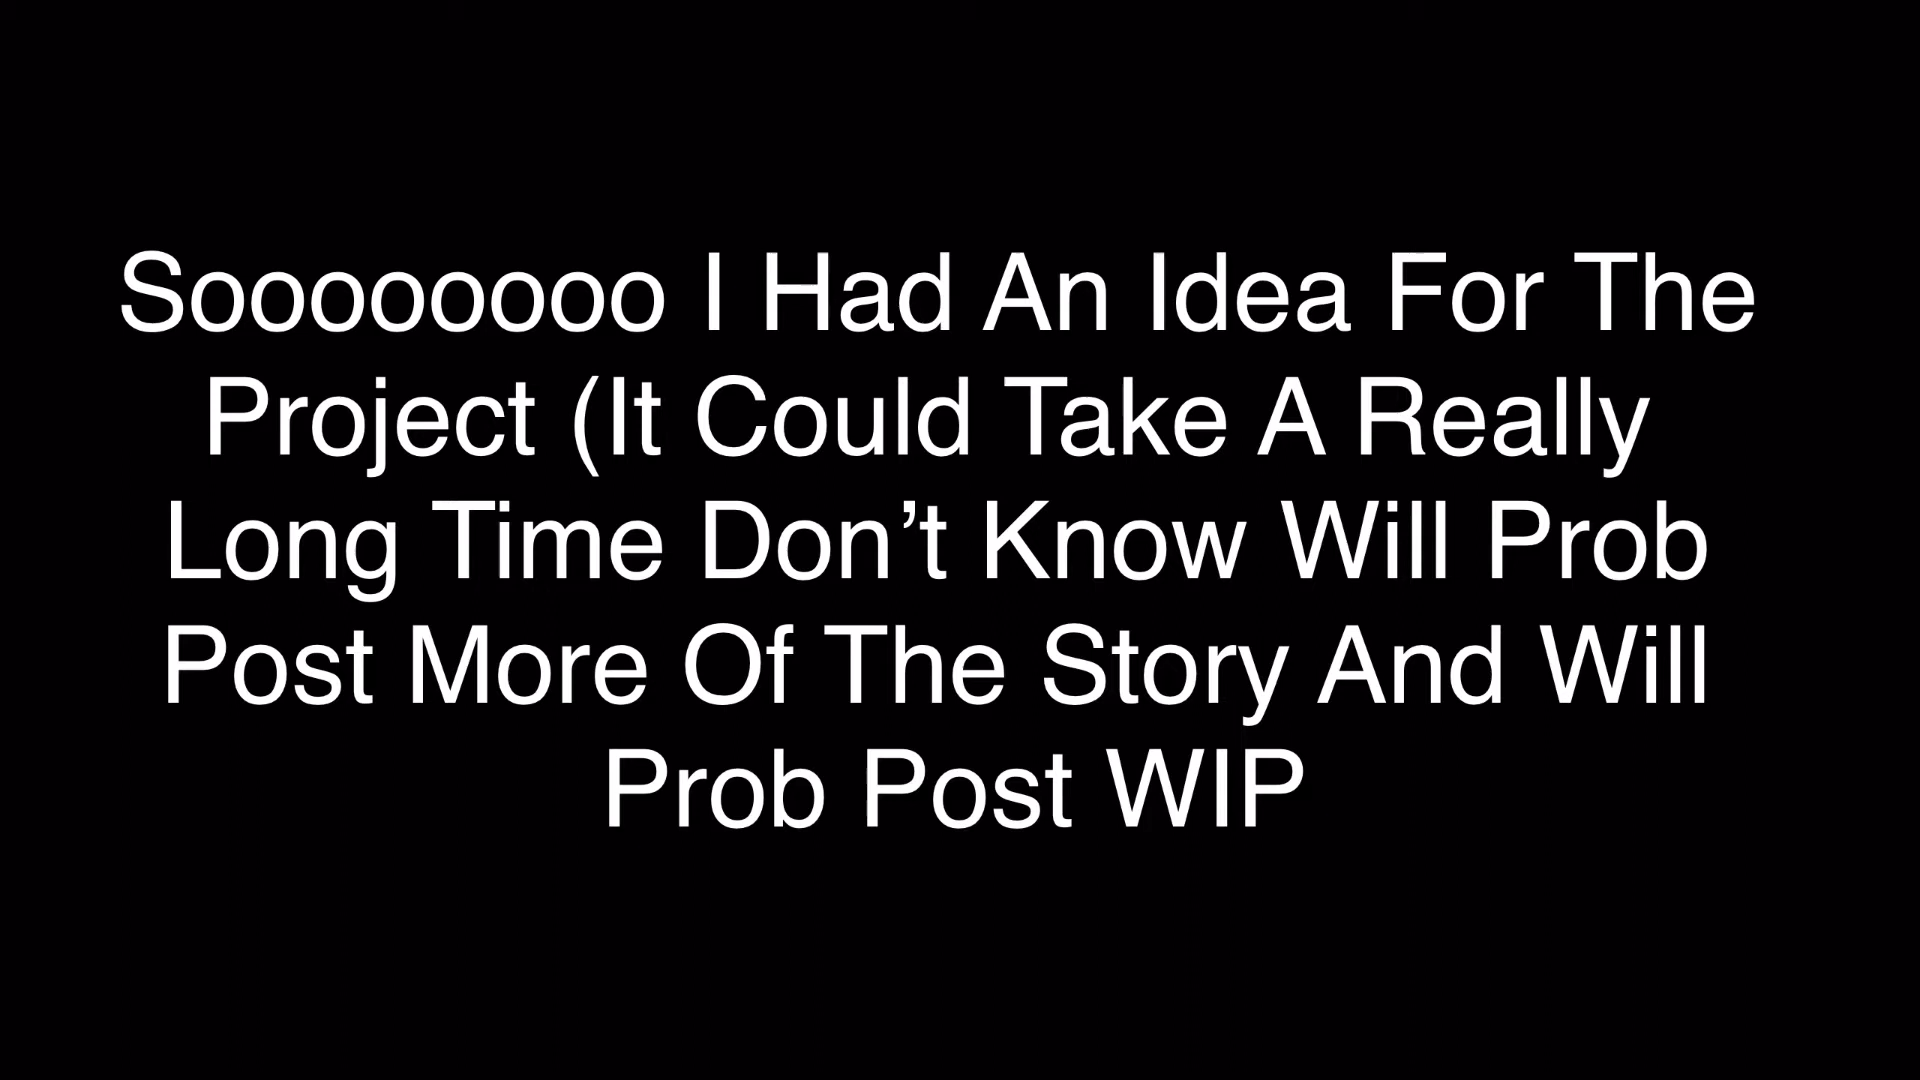 Soooooooo I Had An Idea For The
Project (It Could Take A Really
Long Time Don’t Know Will Prob
Post More Of The Story And Will
Prob Post WIP